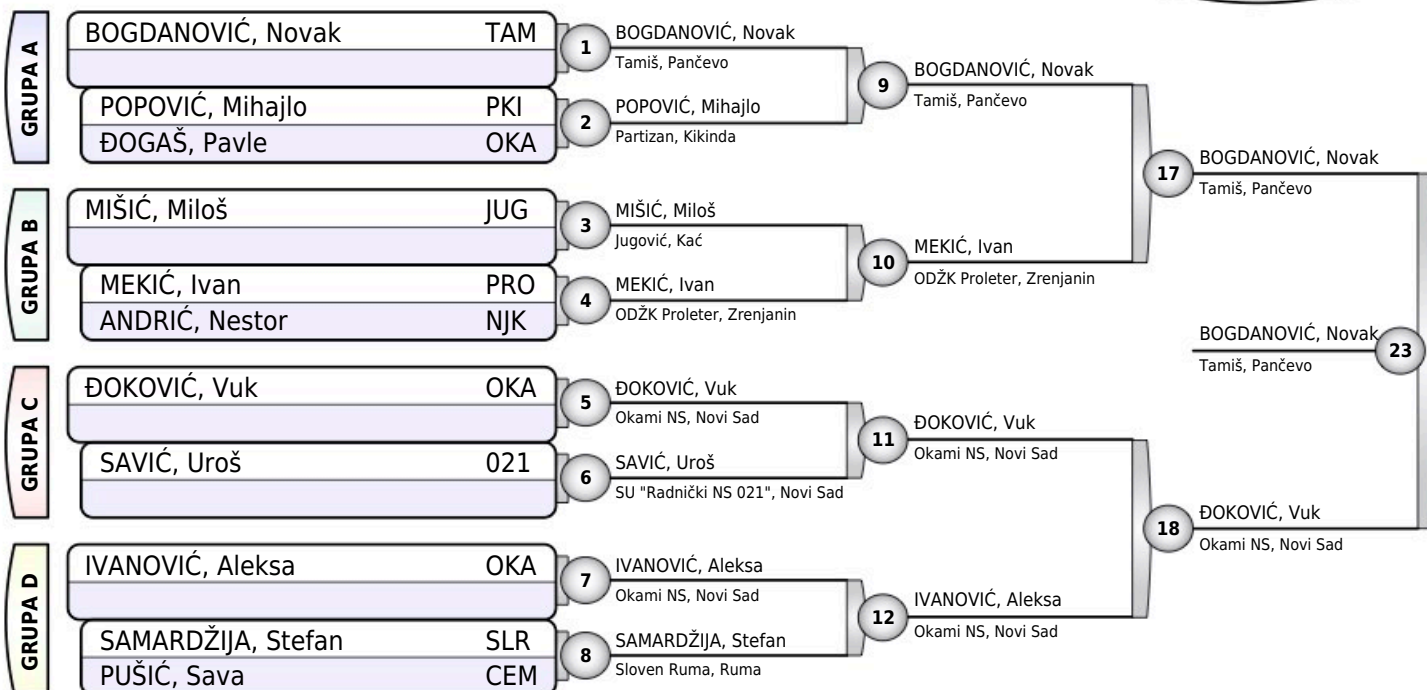 GRUPA A
BOGDANOVIĆ, Novak TAM
POPOVIĆ, Mihajlo PKI
ĐOGAŠ, Pavle OKA
GRUPA B
MIŠIĆ, Miloš JUG
MEKIĆ, Ivan PRO
ANDRIĆ, Nestor NJK
GRUPA C
ĐOKOVIĆ, Vuk OKA
SAVIĆ, Uroš 021
GRUPA D
IVANOVIĆ, Aleksa OKA
SAMARDŽIJA, Stefan SLR
PUŠIĆ, Sava CEM
1
BOGDANOVIĆ, Novak
Tamiš, Pančevo
2
POPOVIĆ, Mihajlo
Partizan, Kikinda
3
MIŠIĆ, Miloš
Jugović, Kać
4
MEKIĆ, Ivan
ODŽK Proleter, Zrenjanin
5
ĐOKOVIĆ, Vuk
Okami NS, Novi Sad
6
SAVIĆ, Uroš
SU "Radnički NS 021", Novi Sad
7
IVANOVIĆ, Aleksa
Okami NS, Novi Sad
8
SAMARDŽIJA, Stefan
Sloven Ruma, Ruma
9
BOGDANOVIĆ, Novak
Tamiš, Pančevo
10
MEKIĆ, Ivan
ODŽK Proleter, Zrenjanin
11
ĐOKOVIĆ, Vuk
Okami NS, Novi Sad
12
IVANOVIĆ, Aleksa
Okami NS, Novi Sad
17
BOGDANOVIĆ, Novak
Tamiš, Pančevo
18
ĐOKOVIĆ, Vuk
Okami NS, Novi Sad
BOGDANOVIĆ, Novak
Tamiš, Pančevo
23